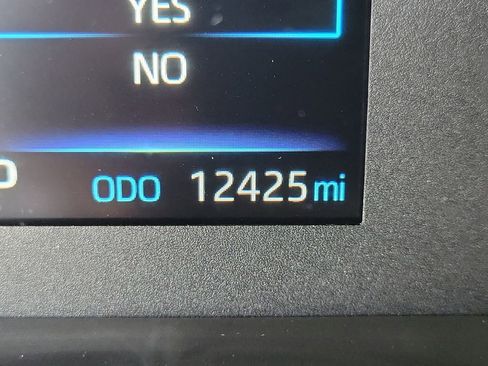 YES
NO
ODO 12425 mi